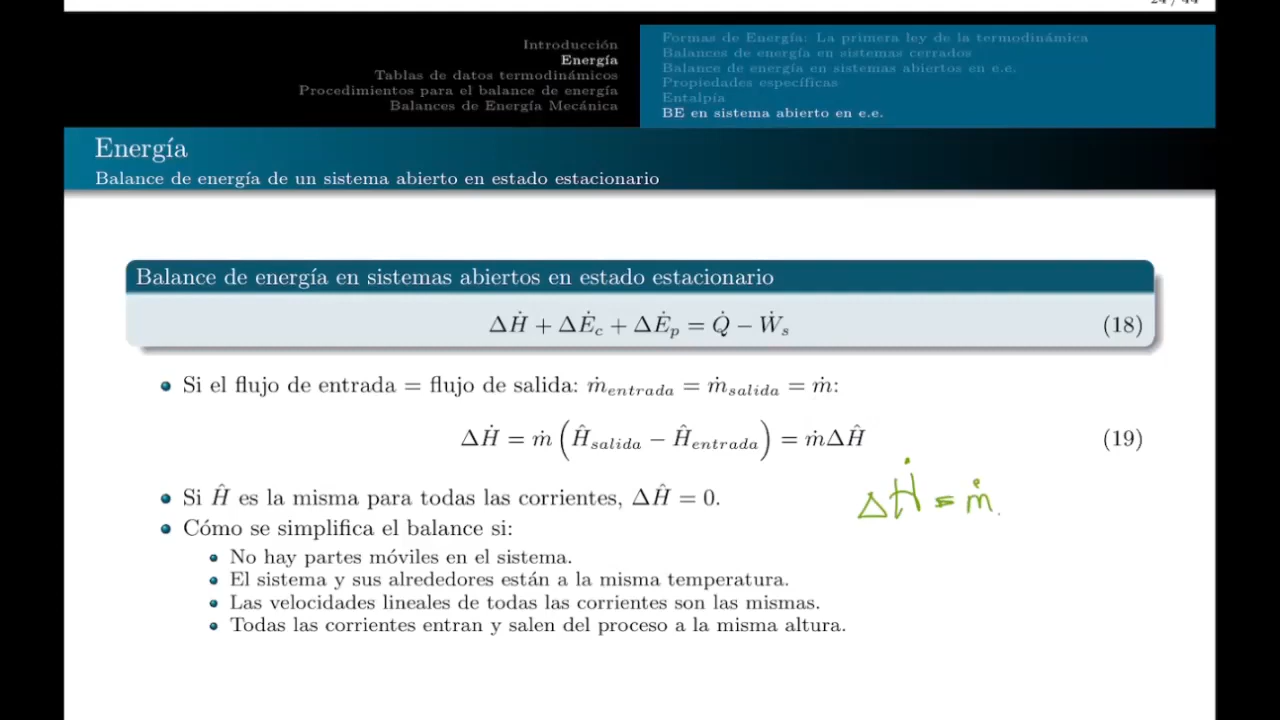 24 / 44
Introducción
Energía
Tablas de datos termodinámicos
Procedimientos para el balance de energía
Balances de Energía Mecánica
Formas de Energía: La primera ley de la termodinámica
Balances de energía en sistemas cerrados
Balance de energía en sistemas abiertos en e.e.
Propiedades específicas
Entalpía
BE en sistema abierto en e.e.
Energía
Balance de energía de un sistema abierto en estado estacionario
Balance de energía en sistemas abiertos en estado estacionario
ΔḢ + ΔĖ_c + ΔĖ_p = Q̇ − Ẇ_s (18)
Si el flujo de entrada = flujo de salida: ṁ_entrada = ṁ_salida = ṁ:
ΔḢ = ṁ (Ĥ_salida − Ĥ_entrada) = ṁΔĤ (19)
Si Ĥ es la misma para todas las corrientes, ΔĤ = 0.
ΔḢ = ṁ
Cómo se simplifica el balance si:
No hay partes móviles en el sistema.
El sistema y sus alrededores están a la misma temperatura.
Las velocidades lineales de todas las corrientes son las mismas.
Todas las corrientes entran y salen del proceso a la misma altura.